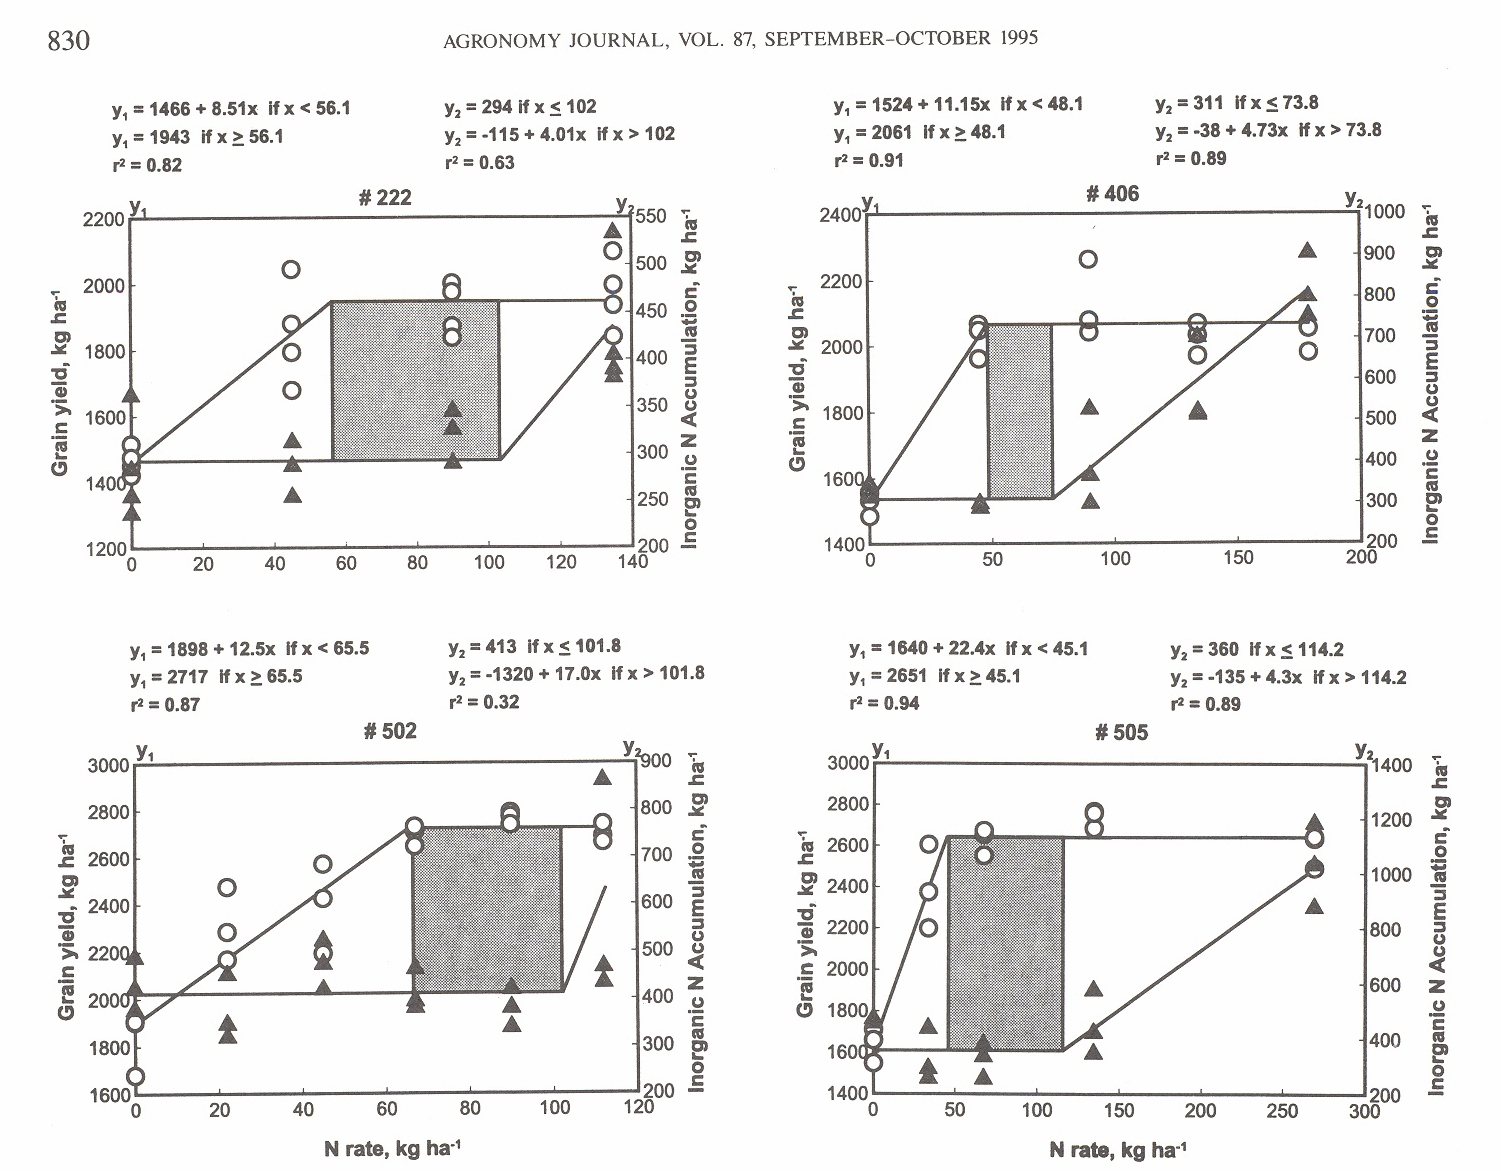 830
AGRONOMY JOURNAL, VOL. 87, SEPTEMBER–OCTOBER 1995
y₁ = 1466 + 8.51x if x < 56.1
y₁ = 1943 if x ≥ 56.1
r² = 0.82
y₂ = 294 if x ≤ 102
y₂ = -115 + 4.01x if x > 102
r² = 0.63
# 222
y₁
y₂
2200
2000
1800
1600
1400
1200
Grain yield, kg ha⁻¹
550
500
450
400
350
300
250
200
Inorganic N Accumulation, kg ha⁻¹
0 20 40 60 80 100 120 140
y₁ = 1524 + 11.15x if x < 48.1
y₁ = 2061 if x ≥ 48.1
r² = 0.91
y₂ = 311 if x ≤ 73.8
y₂ = -38 + 4.73x if x > 73.8
r² = 0.89
# 406
y₁
y₂
2400
2200
2000
1800
1600
1400
Grain yield, kg ha⁻¹
1000
900
800
700
600
500
400
300
200
Inorganic N Accumulation, kg ha⁻¹
0 50 100 150 200
y₁ = 1898 + 12.5x if x < 65.5
y₁ = 2717 if x ≥ 65.5
r² = 0.87
y₂ = 413 if x ≤ 101.8
y₂ = -1320 + 17.0x if x > 101.8
r² = 0.32
# 502
y₁
y₂
3000
2800
2600
2400
2200
2000
1800
1600
Grain yield, kg ha⁻¹
900
800
700
600
500
400
300
200
Inorganic N Accumulation, kg ha⁻¹
0 20 40 60 80 100 120
N rate, kg ha⁻¹
y₁ = 1640 + 22.4x if x < 45.1
y₁ = 2651 if x ≥ 45.1
r² = 0.94
y₂ = 360 if x ≤ 114.2
y₂ = -135 + 4.3x if x > 114.2
r² = 0.89
# 505
y₁
y₂
3000
2800
2600
2400
2200
2000
1800
1600
1400
Grain yield, kg ha⁻¹
1400
1200
1000
800
600
400
200
Inorganic N Accumulation, kg ha⁻¹
0 50 100 150 200 250 300
N rate, kg ha⁻¹